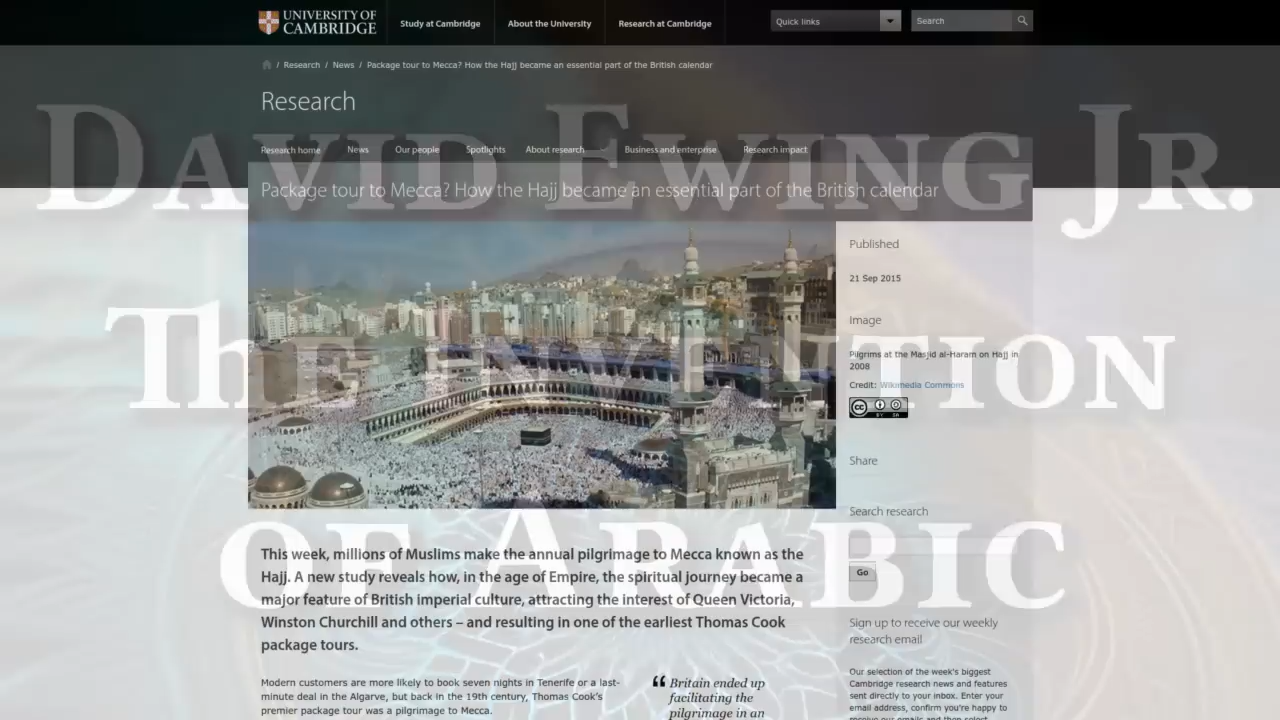 UNIVERSITY OF
CAMBRIDGE
Study at Cambridge
About the University
Research at Cambridge
Quick links
Search
/ Research / News / Package tour to Mecca? How the Hajj became an essential part of the British calendar
Research
DAVID EWING JR.
Research home
News
Our people
Spotlights
About research
Business and enterprise
Research impact
Package tour to Mecca? How the Hajj became an essential part of the British calendar
Published
21 Sep 2015
Image
THE INVENTION
Pilgrims at the Masjid al-Haram on Hajj in
2008
Credit: Wikimedia Commons
CC BY SA
Share
Search research
OF ARABIC
Go
This week, millions of Muslims make the annual pilgrimage to Mecca known as the
Hajj. A new study reveals how, in the age of Empire, the spiritual journey became a
major feature of British imperial culture, attracting the interest of Queen Victoria,
Winston Churchill and others – and resulting in one of the earliest Thomas Cook
package tours.
Sign up to receive our weekly
research email
Our selection of the week's biggest
Cambridge research news and features
sent directly to your inbox. Enter your
email address, confirm you're happy to
receive our emails and then select
Modern customers are more likely to book seven nights in Tenerife or a last-
minute deal in the Algarve, but back in the 19th century, Thomas Cook's
premier package tour was a pilgrimage to Mecca.
“ Britain ended up
facilitating the
pilgrimage in an